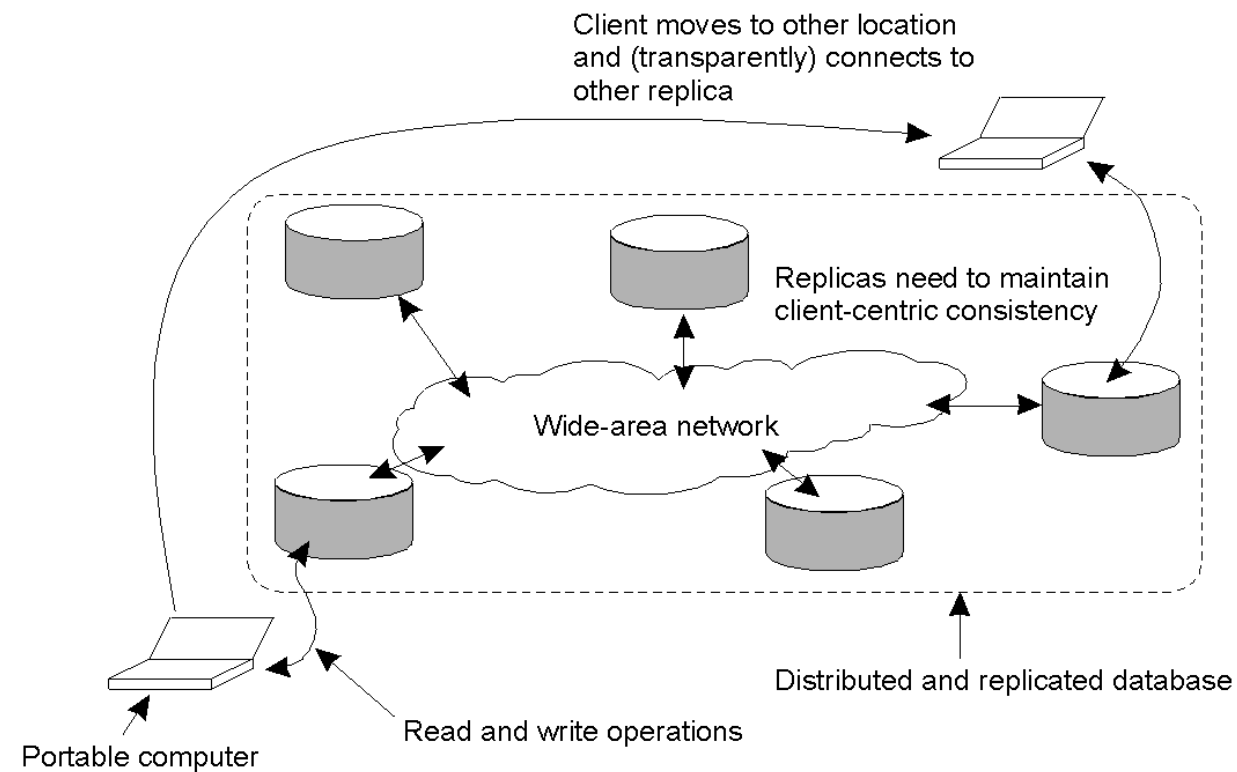 Client moves to other location
and (transparently) connects to
other replica
Replicas need to maintain
client-centric consistency
Wide-area network
Distributed and replicated database
Read and write operations
Portable computer